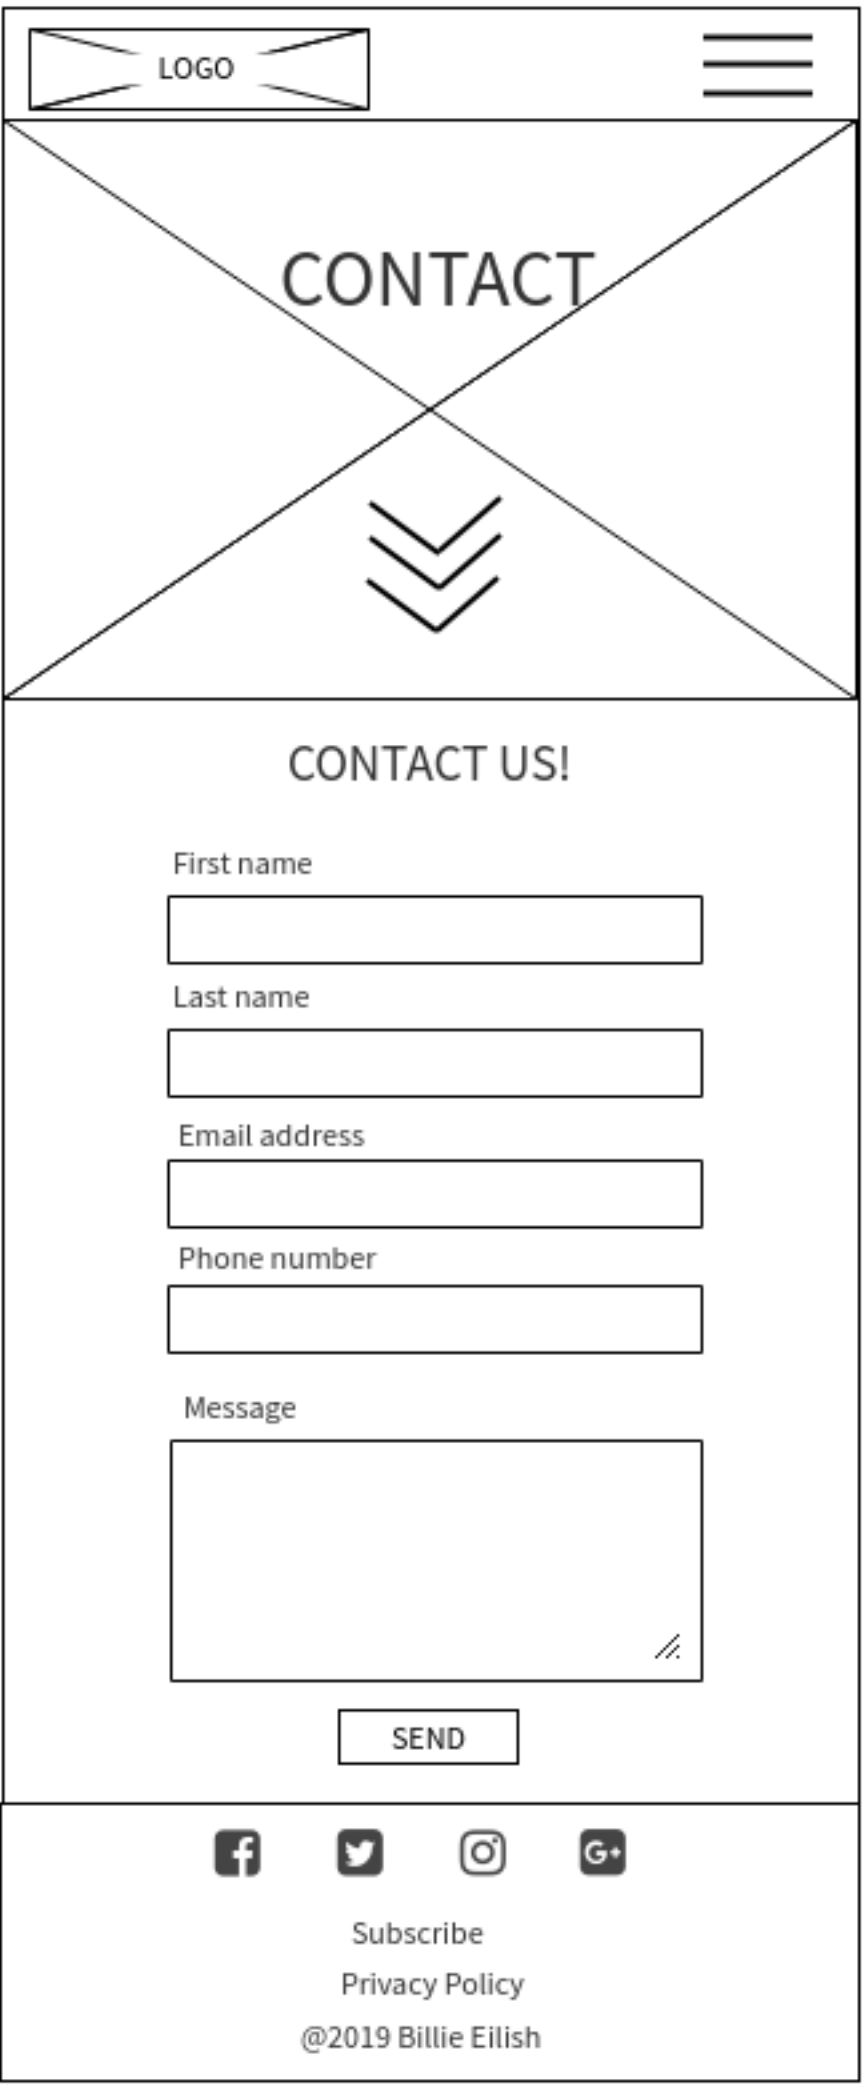 LOGO
CONTACT
CONTACT US!
First name
Last name
Email address
Phone number
Message
SEND
Subscribe
Privacy Policy
@2019 Billie Eilish